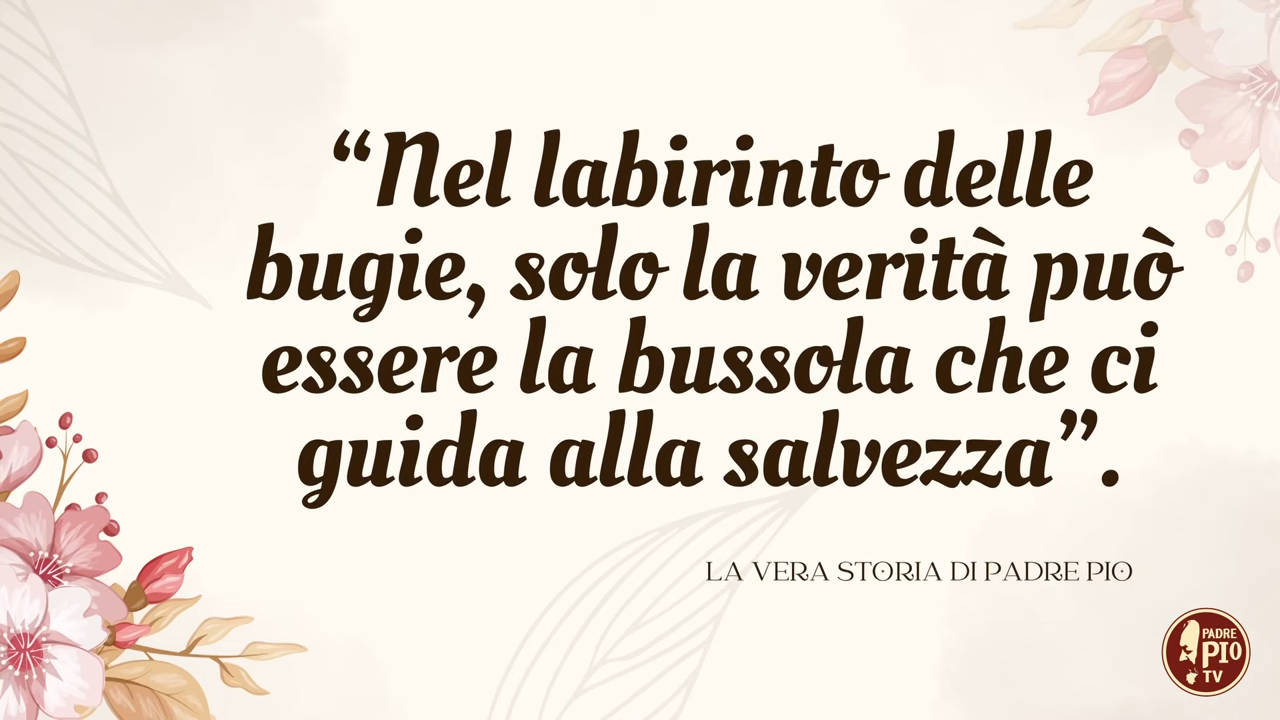 “Nel labirinto delle
bugie, solo la verità può
essere la bussola che ci
guida alla salvezza”.
LA VERA STORIA DI PADRE PIO
PADRE
PIO
TV